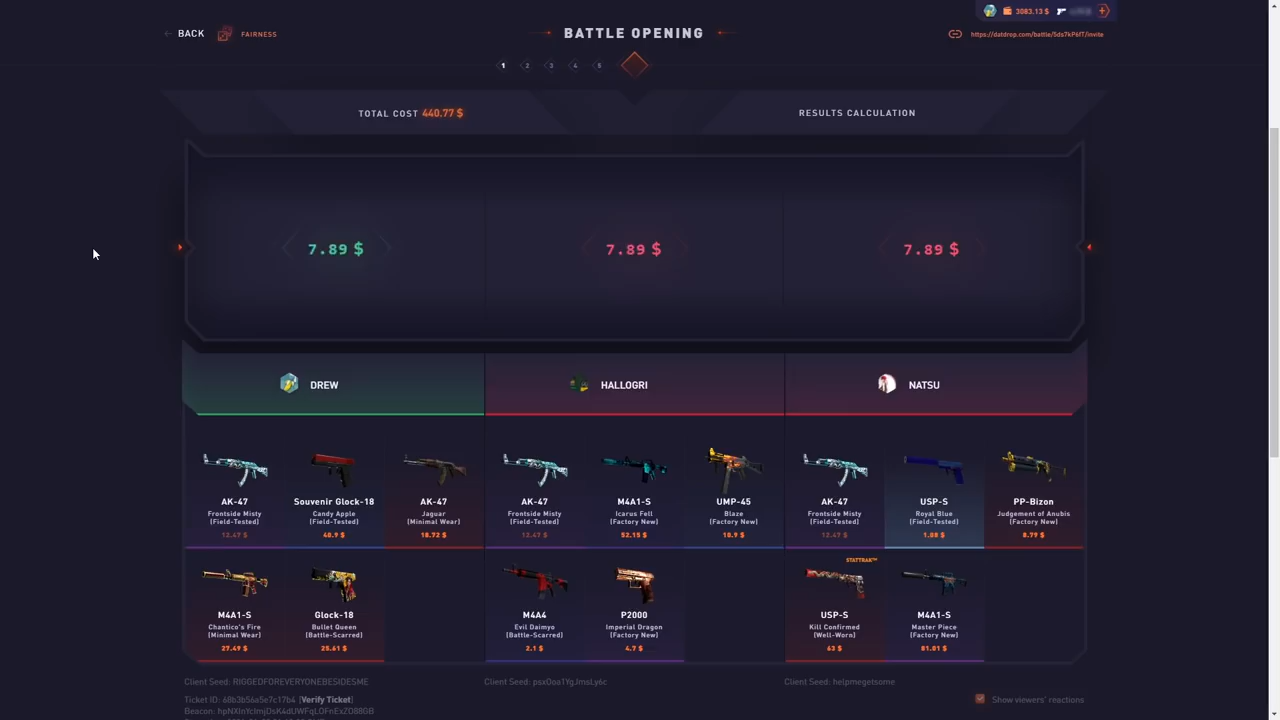 3083.13 $
BACK
FAIRNESS
BATTLE OPENING
https://datdrop.com/battle/5ds7kP6fT/invite
1 2 3 4 5
TOTAL COST 440.77 $
RESULTS CALCULATION
7.89 $
7.89 $
7.89 $
DREW
HALLOGRI
NATSU
AK-47
Frontside Misty
(Field-Tested)
12.47 $
Souvenir Glock-18
Candy Apple
(Field-Tested)
40.9 $
AK-47
Jaguar
(Minimal Wear)
18.72 $
AK-47
Frontside Misty
(Field-Tested)
12.47 $
M4A1-S
Icarus Fell
(Factory New)
52.15 $
UMP-45
Blaze
(Factory New)
10.9 $
AK-47
Frontside Misty
(Field-Tested)
12.47 $
USP-S
Royal Blue
(Field-Tested)
1.08 $
PP-Bizon
Judgement of Anubis
(Factory New)
8.79 $
M4A1-S
Chantico's Fire
(Minimal Wear)
27.49 $
Glock-18
Bullet Queen
(Battle-Scarred)
25.61 $
M4A4
Evil Daimyo
(Battle-Scarred)
2.1 $
P2000
Imperial Dragon
(Factory New)
4.7 $
STATTRAK™
USP-S
Kill Confirmed
(Well-Worn)
63 $
M4A1-S
Master Piece
(Factory New)
81.01 $
Client Seed: RIGGEDFOREVERYONEBESIDESME
Client Seed: psxOoa1YgJmsLy6c
Client Seed: helpmegetsome
Ticket ID: 68b3b56a5e7c17b4 (Verify Ticket)
Beacon: hpNXInYcImjDsK4dUWFqLOFnExZO88GB
Show viewers' reactions